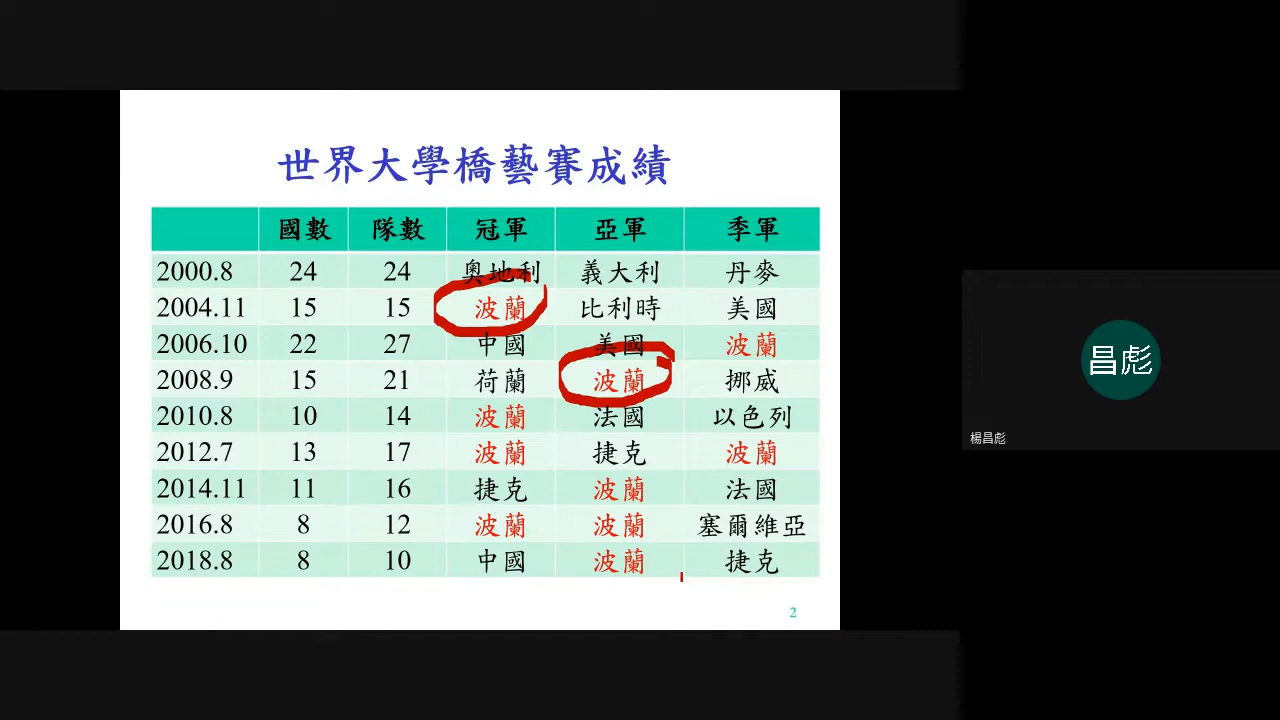 世界大學橋藝賽成績
國數 隊數 冠軍 亞軍 季軍
2000.8 24 24 奧地利 義大利 丹麥
2004.11 15 15 波蘭 比利時 美國
2006.10 22 27 中國 美國 波蘭
2008.9 15 21 荷蘭 波蘭 挪威
2010.8 10 14 波蘭 法國 以色列
2012.7 13 17 波蘭 捷克 波蘭
2014.11 11 16 捷克 波蘭 法國
2016.8 8 12 波蘭 波蘭 塞爾維亞
2018.8 8 10 中國 波蘭 捷克
2
昌彪
楊昌彪